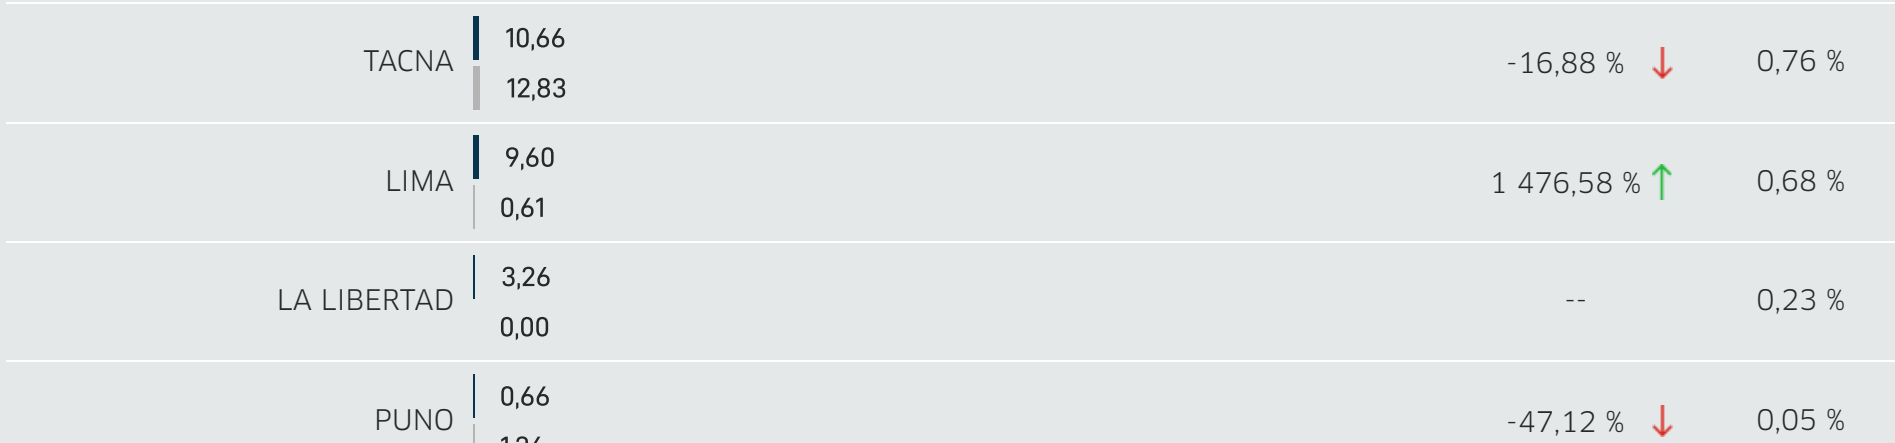 TACNA 10,66 -16,88 % 0,76 %
12,83
LIMA 9,60 1 476,58 % 0,68 %
0,61
LA LIBERTAD 3,26 -- 0,23 %
0,00
PUNO 0,66 -47,12 % 0,05 %